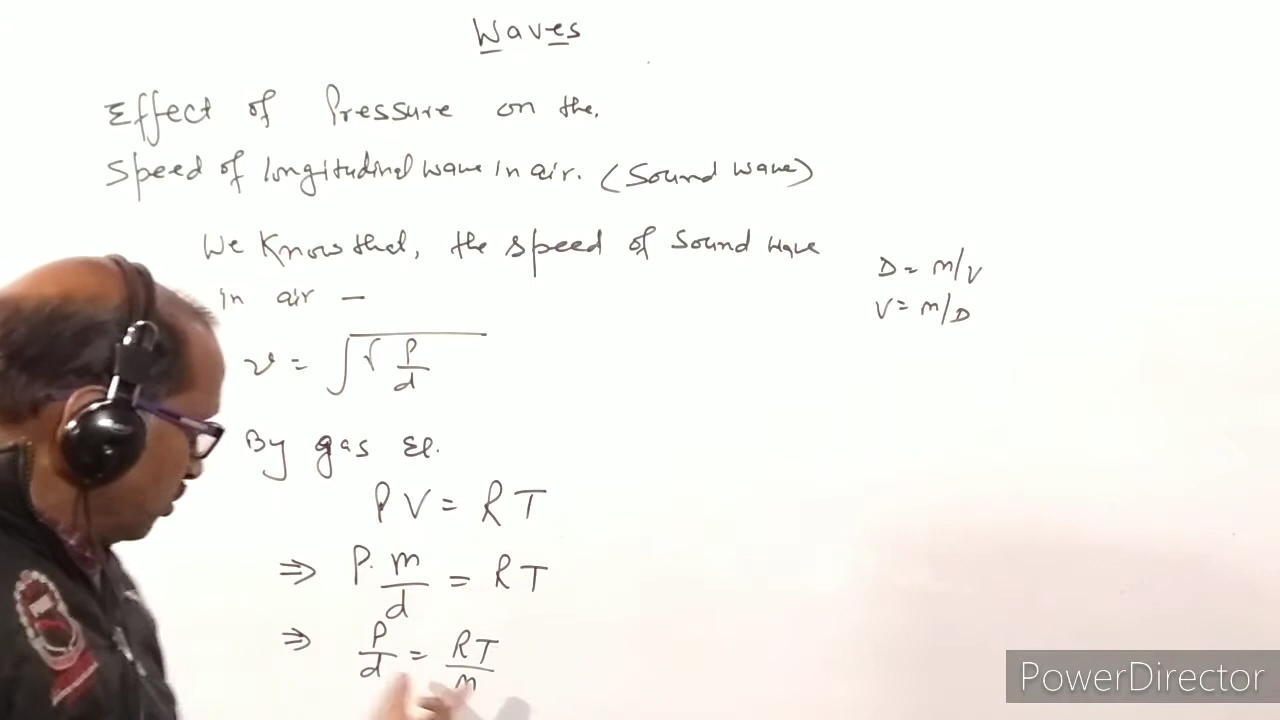 Waves
Effect of Pressure on the.
Speed of longitudinal wave in air. (Sound wave)
We know that, the speed of sound wave
in air —
D = m/V
V = m/D
v = √(γ P/d)
By gas Eq.
PV = RT
⇒ P. m/d = RT
⇒ P/d = RT/m
PowerDirector